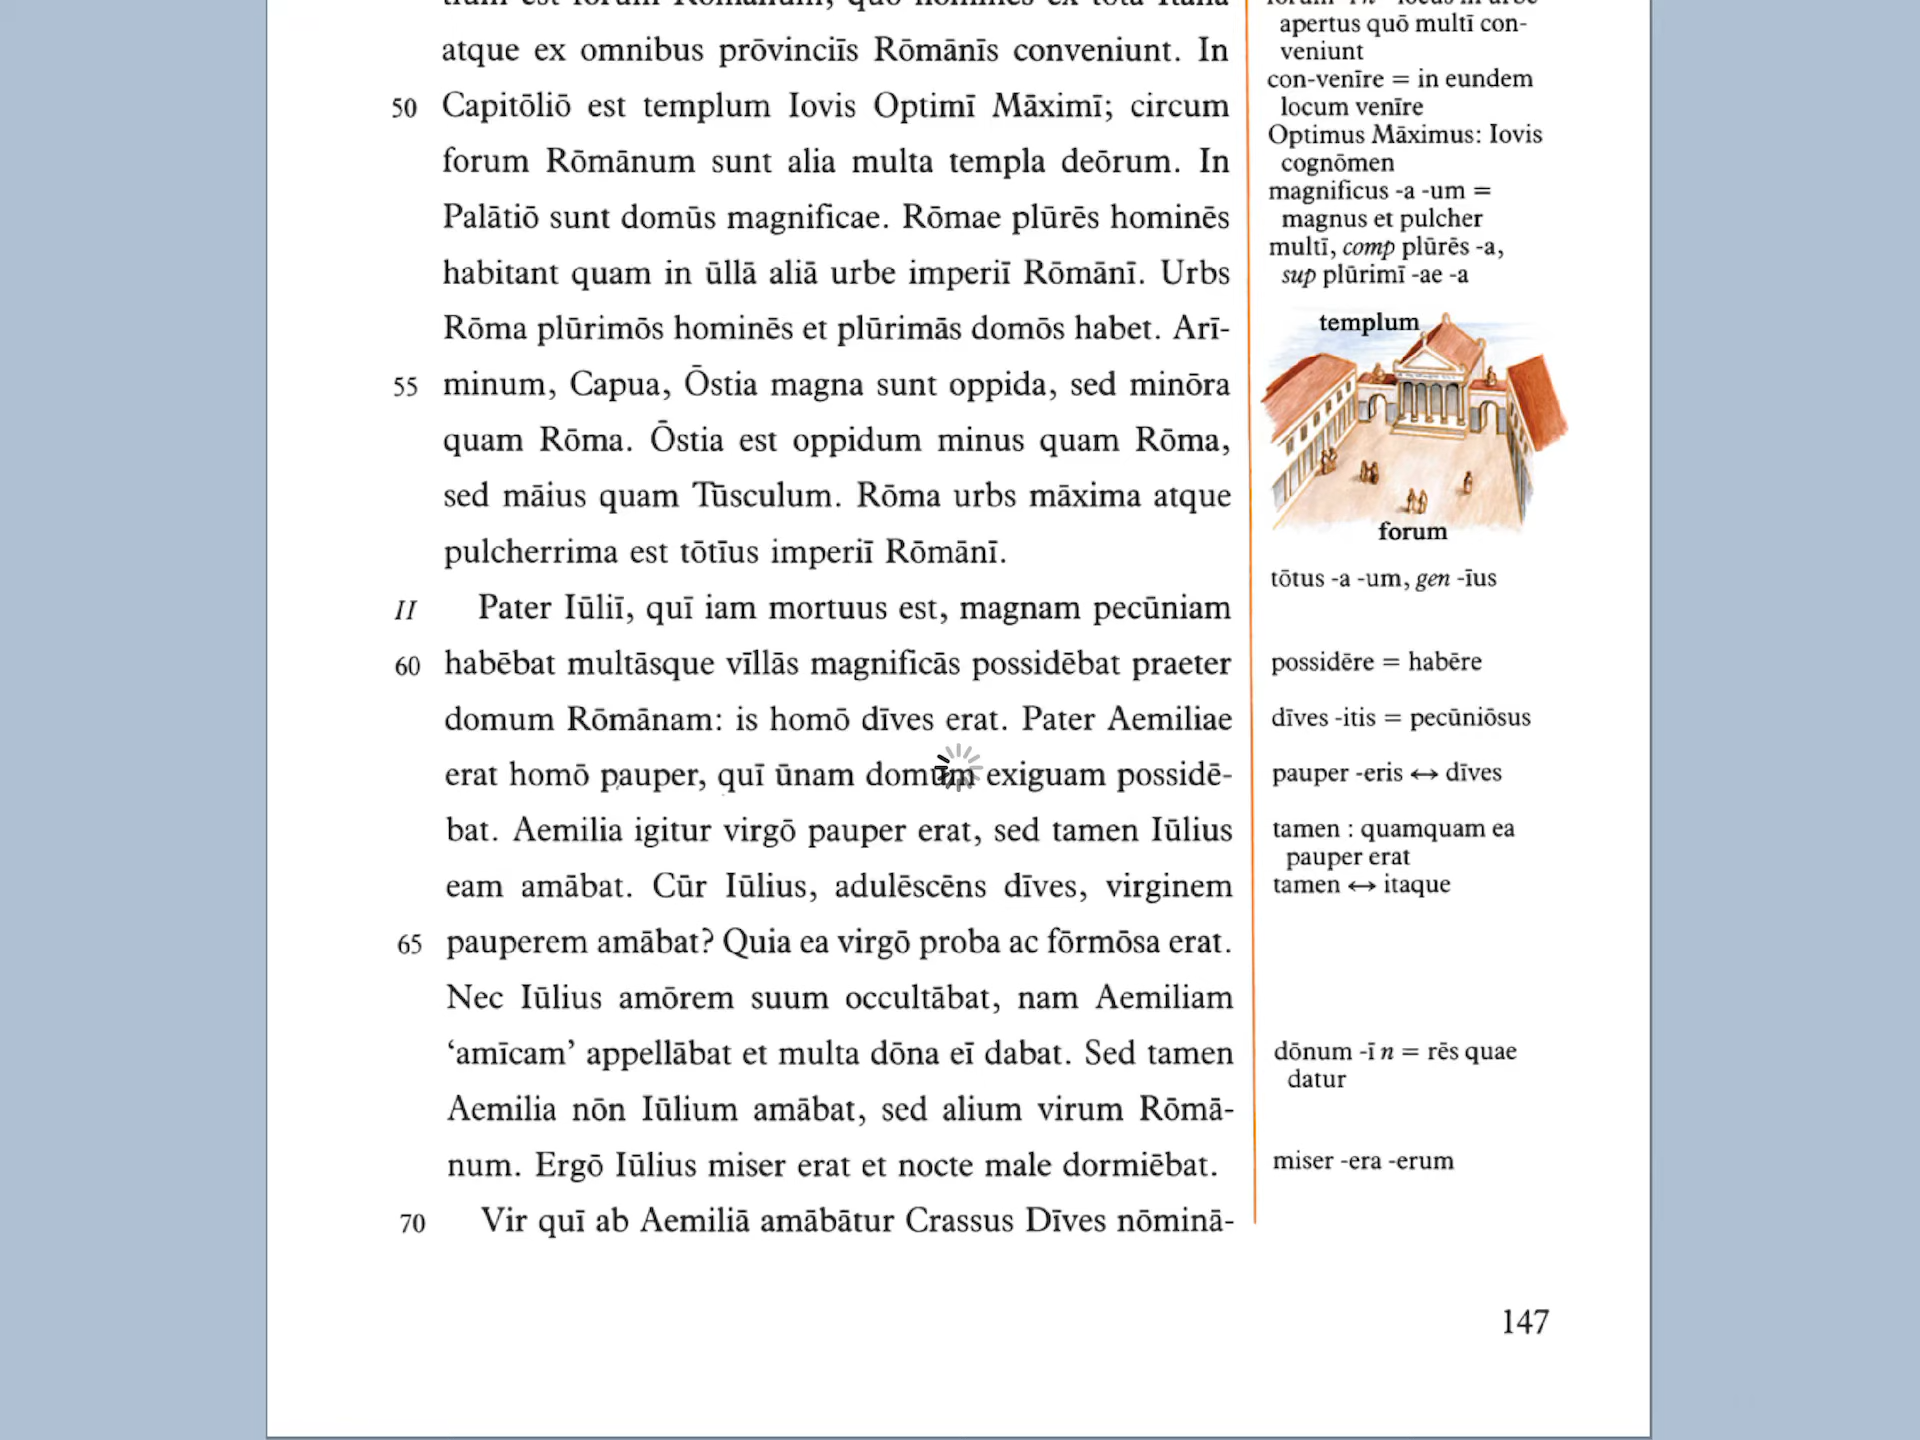 atque ex omnibus prōvinciīs Rōmānīs conveniunt. In
50 Capitōliō est templum Iovis Optimī Māximī; circum
forum Rōmānum sunt alia multa templa deōrum. In
Palātiō sunt domūs magnificae. Rōmae plūrēs hominēs
habitant quam in ūllā aliā urbe imperiī Rōmānī. Urbs
Rōma plūrimōs hominēs et plūrimās domōs habet. Arī-
55 minum, Capua, Ōstia magna sunt oppida, sed minōra
quam Rōma. Ōstia est oppidum minus quam Rōma,
sed māius quam Tūsculum. Rōma urbs māxima atque
pulcherrima est tōtīus imperiī Rōmānī.
II Pater Iūliī, quī iam mortuus est, magnam pecūniam
60 habēbat multāsque vīllās magnificās possidēbat praeter
domum Rōmānam: is homō dīves erat. Pater Aemiliae
erat homō pauper, quī ūnam domum exiguam possidē-
bat. Aemilia igitur virgō pauper erat, sed tamen Iūlius
eam amābat. Cūr Iūlius, adulēscēns dīves, virginem
65 pauperem amābat? Quia ea virgō proba ac fōrmōsa erat.
Nec Iūlius amōrem suum occultābat, nam Aemiliam
‘amīcam’ appellābat et multa dōna eī dabat. Sed tamen
Aemilia nōn Iūlium amābat, sed alium virum Rōmā-
num. Ergō Iūlius miser erat et nocte male dormiēbat.
70 Vir quī ab Aemiliā amābātur Crassus Dīves nōminā-
apertus quō multī con-
veniunt
con-venīre = in eundem
locum venīre
Optimus Māximus: Iovis
cognōmen
magnificus -a -um =
magnus et pulcher
multī, comp plūrēs -a,
sup plūrimī -ae -a
templum
forum
tōtus -a -um, gen -īus
possidēre = habēre
dīves -itis = pecūniōsus
pauper -eris ↔ dīves
tamen : quamquam ea
pauper erat
tamen ↔ itaque
dōnum -ī n = rēs quae
datur
miser -era -erum
147